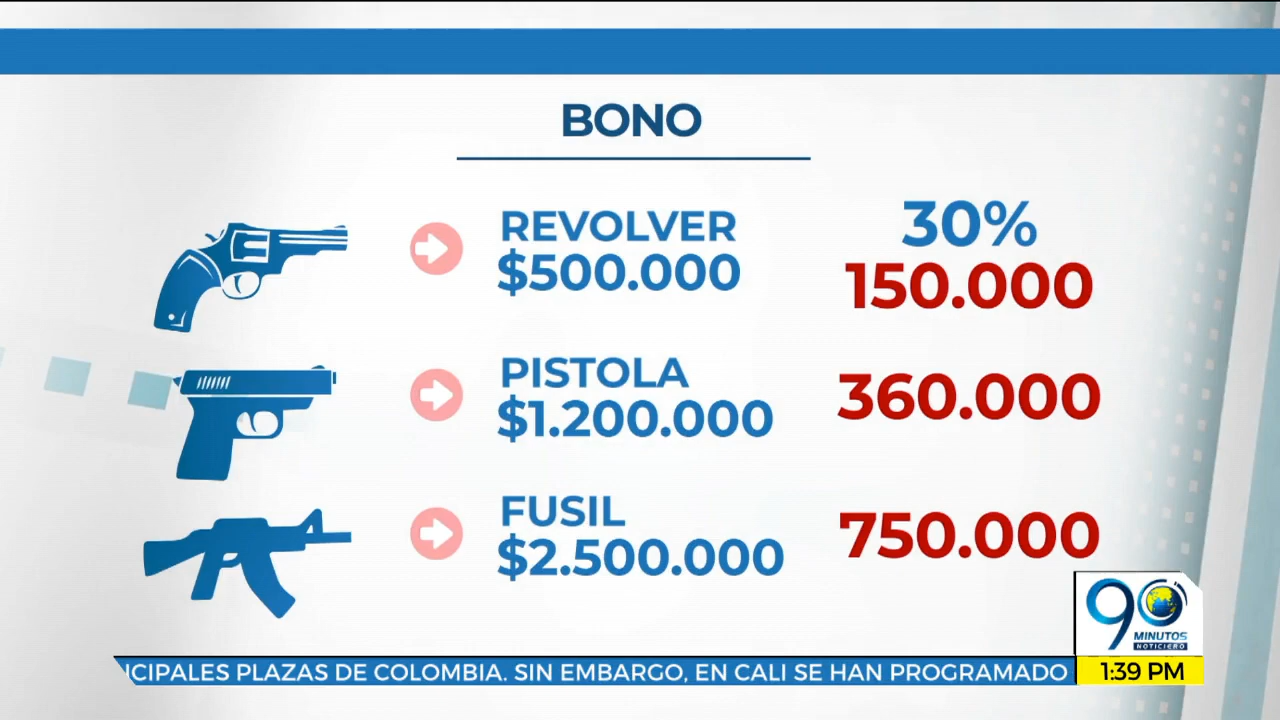 BONO
REVOLVER
$500.000
30%
150.000
PISTOLA
$1.200.000
360.000
FUSIL
$2.500.000
750.000
90
MINUTOS
NOTICIERO
ICIPALES PLAZAS DE COLOMBIA. SIN EMBARGO, EN CALI SE HAN PROGRAMADO
1:39 PM